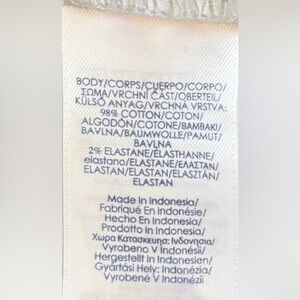 BODY/CORPS/CUERPO/CORPO/
ΣΩΜΑ/VRCHNÍ ČÁST/OBERTEIL/
KÜLSŐ ANYAG/VRCHNÁ VRSTVA:
98% COTTON/COTON/
ALGODÓN/COTONE/BAMBAKI/
BAVLNA/BAUMWOLLE/PAMUT/
BAVLNA
2% ELASTANE/ÉLASTHANNE/
elastano/ELASTANE/ΕΛΑΣΤΑΝ/
ELASTAN/ELASTAN/ELASZTÁN/
ELASTAN
Made In Indonesia/
Fabriqué En Indonésie/
Hecho En Indonesia/
Prodotto in Indonesia/
Χωρα Κατασκευησ: Ινδονησια/
Vyrobeno V Indonésii/
Hergestellt In Indonesien/
Gyártási Hely: Indonézia/
Vyrobené V Indonézii